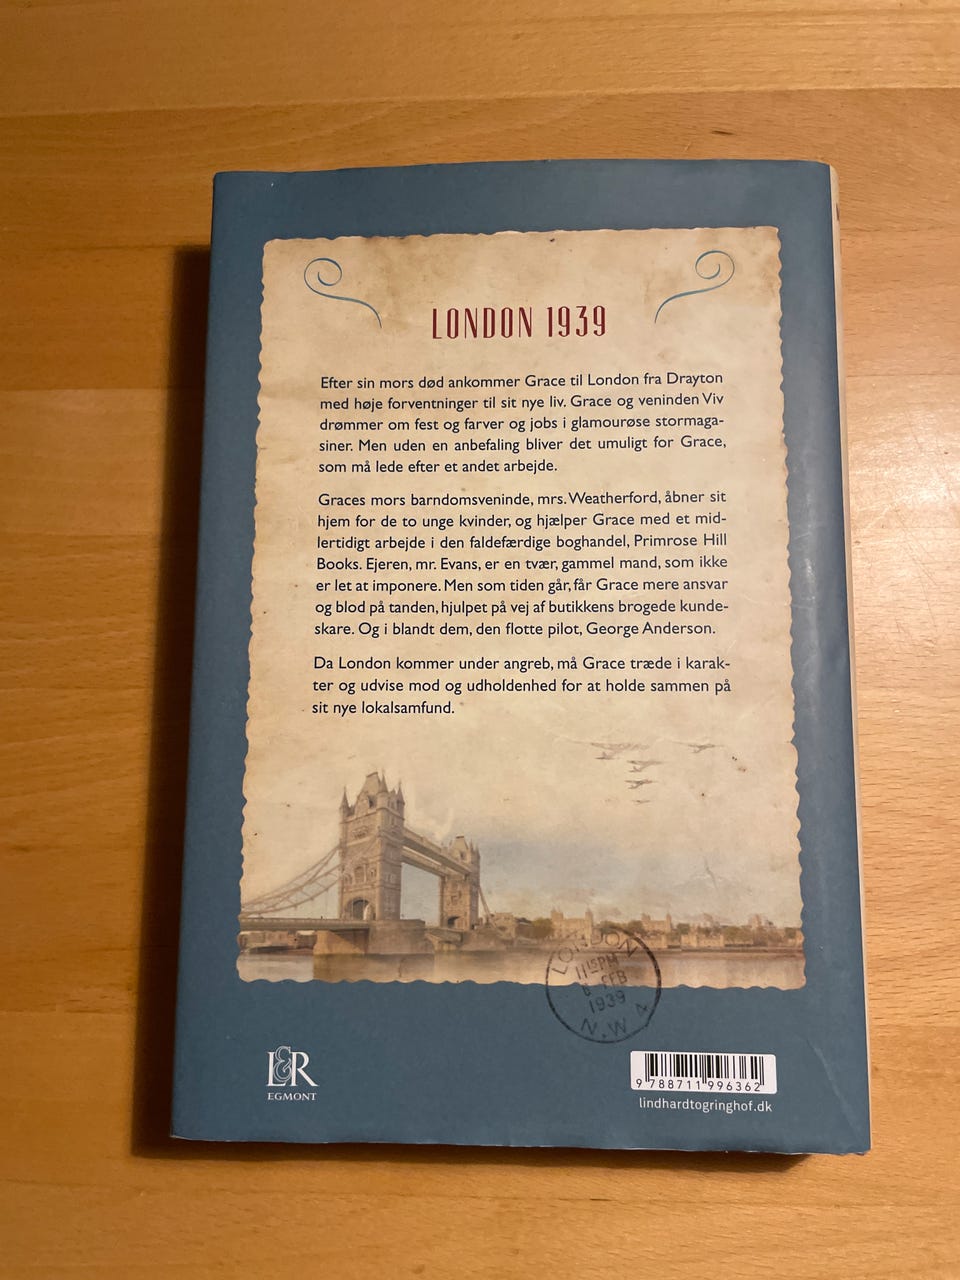 LONDON 1939
Efter sin mors død ankommer Grace til London fra Drayton
med høje forventninger til sit nye liv. Grace og veninden Viv
drømmer om fest og farver og jobs i glamourøse stormaga-
siner. Men uden en anbefaling bliver det umuligt for Grace,
som må lede efter et andet arbejde.
Graces mors barndomsveninde, mrs. Weatherford, åbner sit
hjem for de to unge kvinder, og hjælper Grace med et mid-
lertidigt arbejde i den faldefærdige boghandel, Primrose Hill
Books. Ejeren, mr. Evans, er en tvær, gammel mand, som ikke
er let at imponere. Men som tiden går, får Grace mere ansvar
og blod på tanden, hjulpet på vej af butikkens brogede kunde-
skare. Og i blandt dem, den flotte pilot, George Anderson.
Da London kommer under angreb, må Grace træde i karak-
ter og udvise mod og udholdenhed for at holde sammen på
sit nye lokalsamfund.
LONDON
PM
FEB
1939
N.W 4
L&R
EGMONT
9 788711 996362
lindhardtogringhof.dk